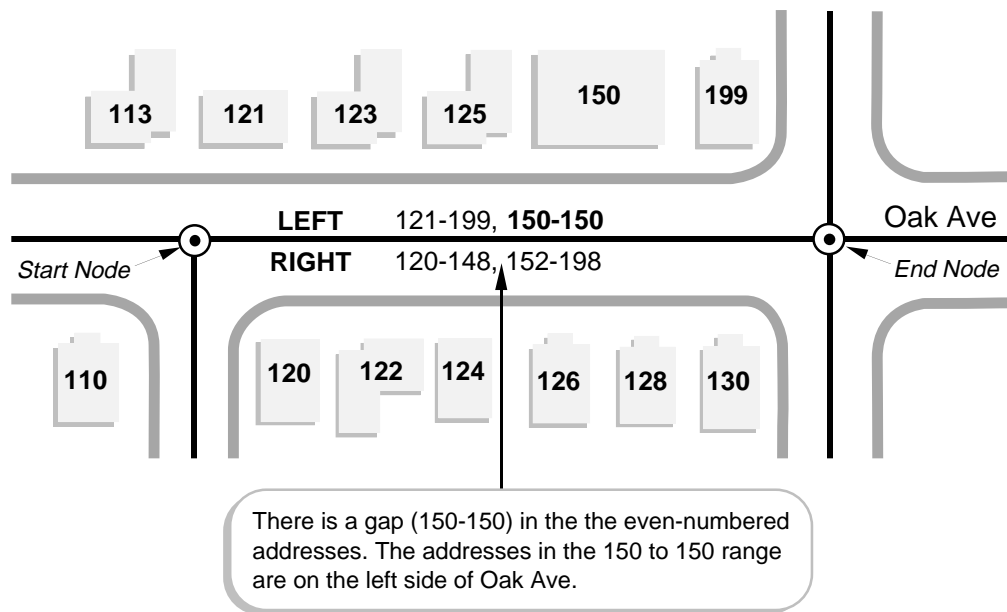 113 121 123 125 150 199
LEFT 121-199, 150-150
Oak Ave
Start Node
RIGHT 120-148, 152-198
End Node
110 120 122 124 126 128 130
There is a gap (150-150) in the the even-numbered
addresses. The addresses in the 150 to 150 range
are on the left side of Oak Ave.